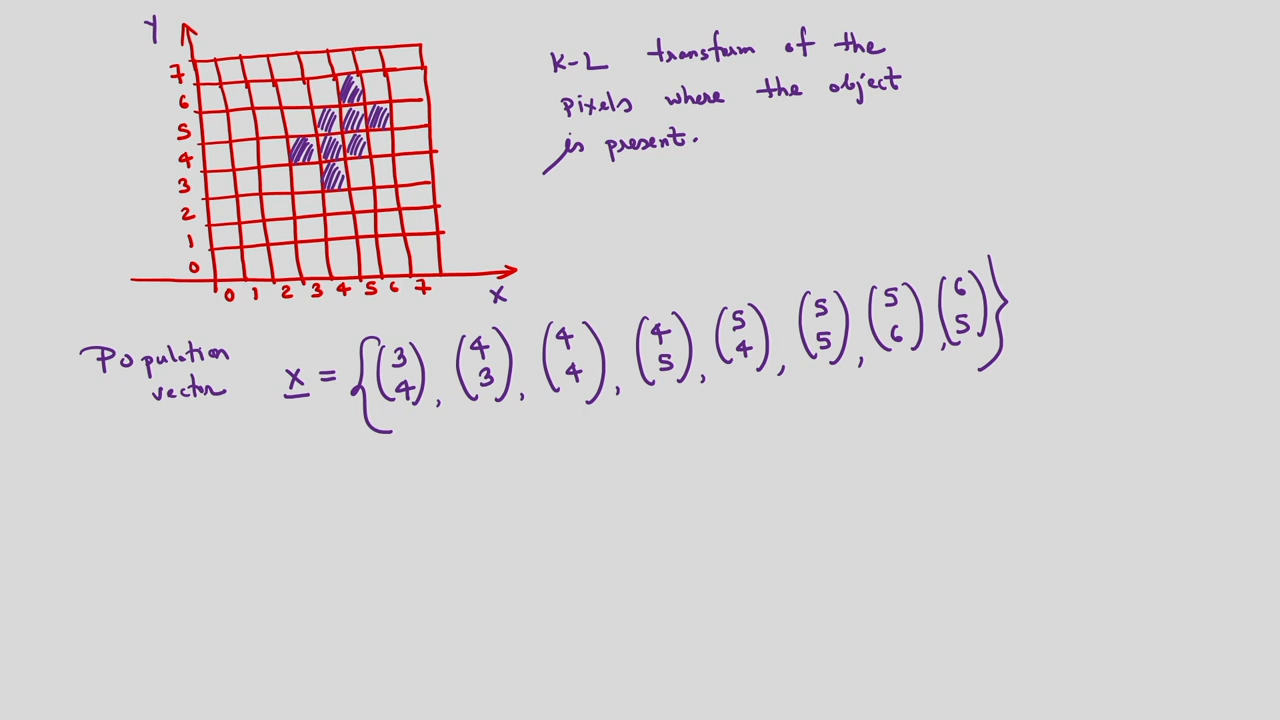 Y
7
6
5
4
3
2
1
0
0 1 2 3 4 5 6 7
X
K-L transform of the
pixels where the object
is present.
Population
vector
x = { (3 4), (4 3), (4 4), (4 5), (5 4), (5 5), (5 6), (6 5) }